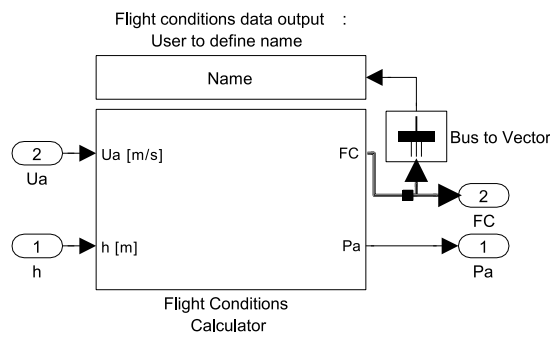 Flight conditions data output :
User to define name
Name
Bus to Vector
2
Ua [m/s]
FC
Ua
2
FC
1
h [m]
Pa
1
h
Pa
Flight Conditions
Calculator